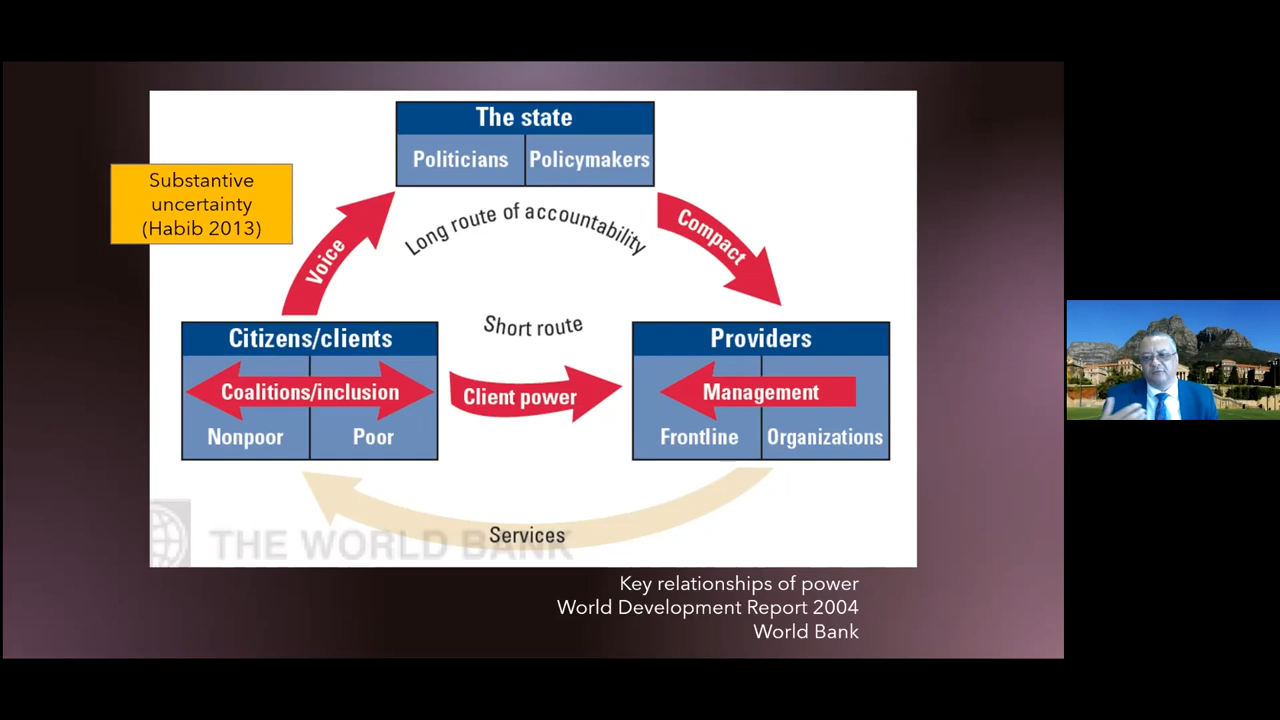 The state
Politicians
Policymakers
Substantive
uncertainty
(Habib 2013)
Voice
Long route of accountability
Compact
Short route
Citizens/clients
Coalitions/inclusion
Nonpoor
Poor
Client power
Providers
Management
Frontline
Organizations
Services
THE WORLD BANK
Key relationships of power
World Development Report 2004
World Bank